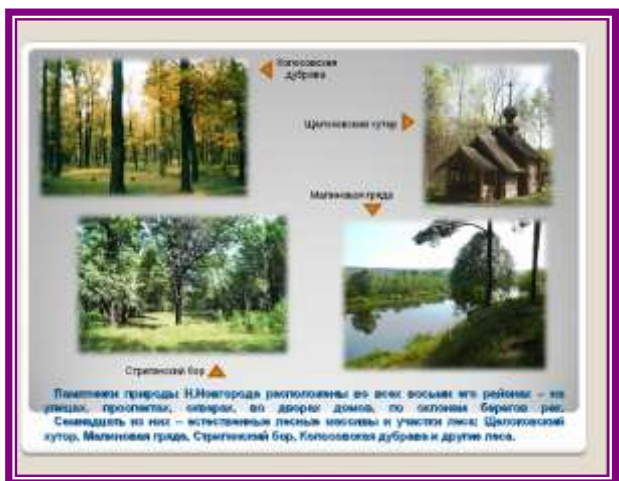 Колосовская
дубрава
Щелоковский хутор
Малиновая гряда
Стригинский бор
Памятники природы Н.Новгорода расположены во всех восьми его районах – на
улицах, проспектах, скверах, во дворах домов, по склонам берегов рек.
Семнадцать из них – естественные лесные массивы и участки леса: Щелоковский
хутор, Малиновая гряда, Стригинский бор, Колосовская дубрава и другие леса.